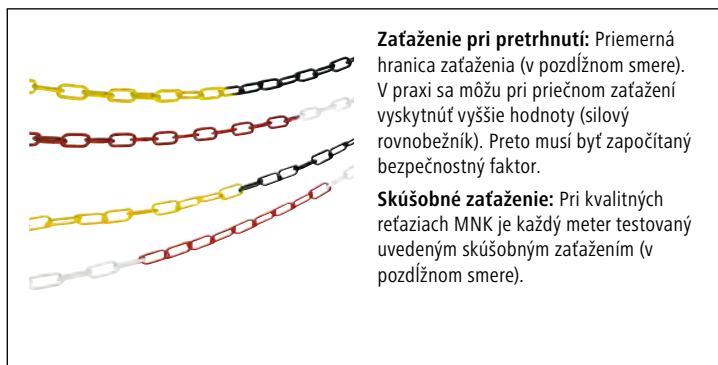 Zaťaženie pri pretrhnutí: Priemerná
hranica zaťaženia (v pozdĺžnom smere).
V praxi sa môžu pri priečnom zaťažení
vyskytnúť vyššie hodnoty (silový
rovnobežník). Preto musí byť započítaný
bezpečnostný faktor.
Skúšobné zaťaženie: Pri kvalitných
reťaziach MNK je každý meter testovaný
uvedeným skúšobným zaťažením (v
pozdĺžnom smere).